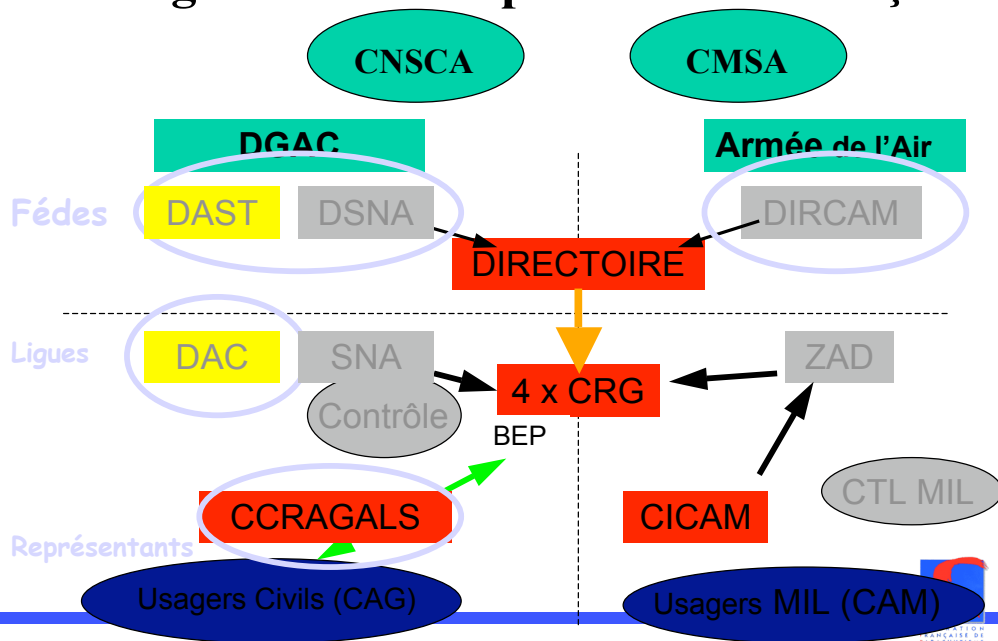 CNSCA
CMSA
DGAC
Armée de l'Air
Fédes
DAST
DSNA
DIRCAM
DIRECTOIRE
Ligues
DAC
SNA
ZAD
4 x CRG
Contrôle
BEP
CTL MIL
CCRAGALS
CICAM
Représentants
Usagers Civils (CAG)
Usagers MIL (CAM)